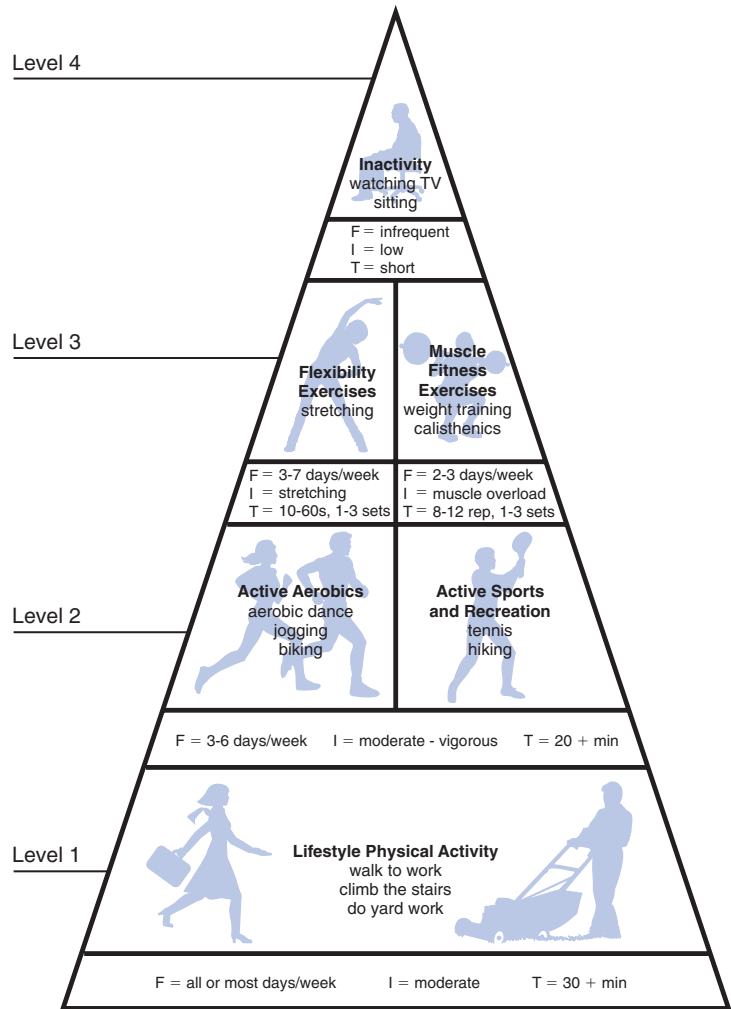 Level 4
Inactivity
watching TV
sitting
F = infrequent
I = low
T = short
Level 3
Flexibility
Exercises
stretching
Muscle
Fitness
Exercises
weight training
calisthenics
F = 3-7 days/week
I = stretching
T = 10-60s, 1-3 sets
F = 2-3 days/week
I = muscle overload
T = 8-12 rep, 1-3 sets
Level 2
Active Aerobics
aerobic dance
jogging
biking
Active Sports
and Recreation
tennis
hiking
F = 3-6 days/week I = moderate - vigorous T = 20 + min
Level 1
Lifestyle Physical Activity
walk to work
climb the stairs
do yard work
F = all or most days/week I = moderate T = 30 + min